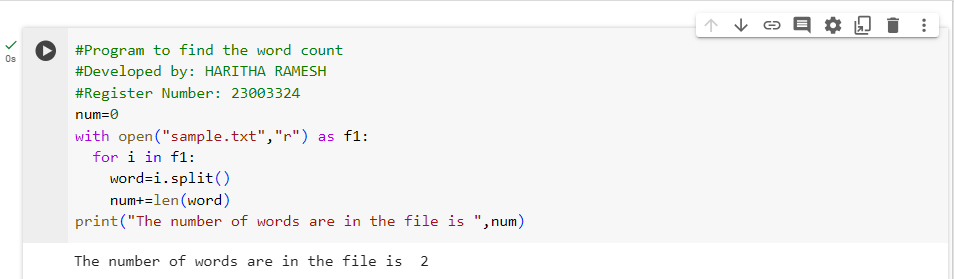 0s
#Program to find the word count
#Developed by: HARITHA RAMESH
#Register Number: 23003324
num=0
with open("sample.txt","r") as f1:
  for i in f1:
    word=i.split()
    num+=len(word)
print("The number of words are in the file is ",num)
The number of words are in the file is  2